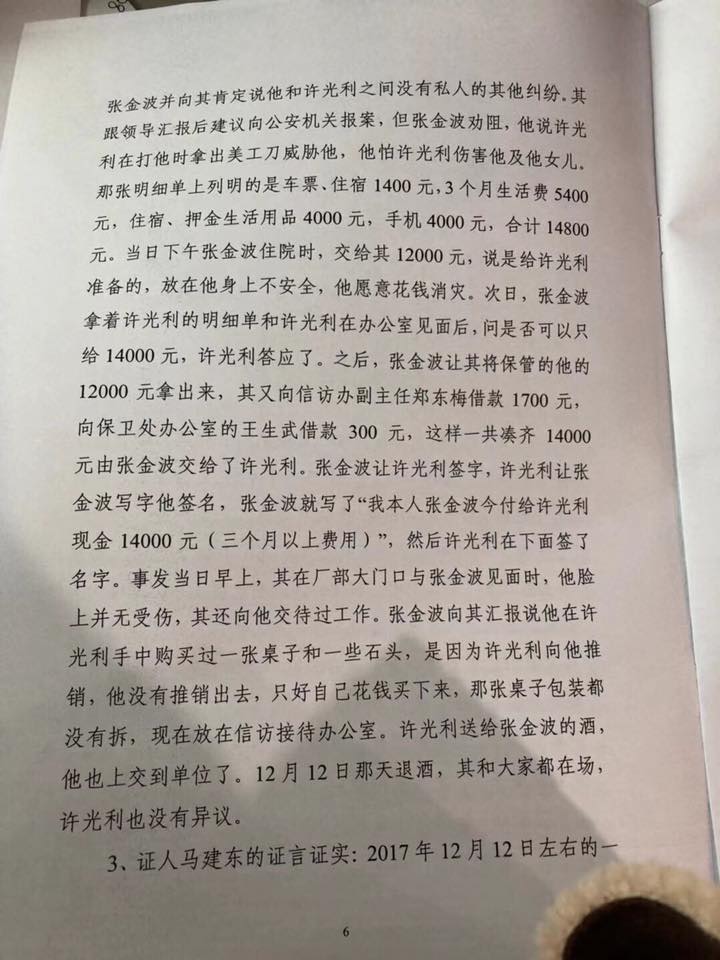 张金波并向其肯定说他和许光利之间没有私人的其他纠纷。其
跟领导汇报后建议向公安机关报案，但张金波劝阻，他说许光
利在打他时拿出美工刀威胁他，他怕许光利伤害他及他女儿。
那张明细单上列明的是车票、住宿 1400 元，3 个月生活费 5400
元，住宿、押金生活用品 4000 元，手机 4000 元，合计 14800
元。当日下午张金波住院时，交给其 12000 元，说是给许光利
准备的，放在他身上不安全，他愿意花钱消灾。次日，张金波
拿着许光利的明细单和许光利在办公室见面后，问是否可以只
给 14000 元，许光利答应了。之后，张金波让其将保管的他的
12000 元拿出来，其又向信访办副主任郑东梅借款 1700 元，
向保卫处办公室的王生武借款 300 元，这样一共凑齐 14000
元由张金波交给了许光利。张金波让许光利签字，许光利让张
金波写字他签名，张金波就写了“我本人张金波今付给许光利
现金 14000 元（三个月以上费用）”，然后许光利在下面签了
名字。事发当日早上，其在厂部大门口与张金波见面时，他脸
上并无受伤，其还向他交待过工作。张金波向其汇报说他在许
光利手中购买过一张桌子和一些石头，是因为许光利向他推
销，他没有推销出去，只好自己花钱买下来，那张桌子包装都
没有拆，现在放在信访接待办公室。许光利送给张金波的酒，
他也上交到单位了。12 月 12 日那天退酒，其和大家都在场，
许光利也没有异议。
3、证人马建东的证言证实：2017 年 12 月 12 日左右的一
6